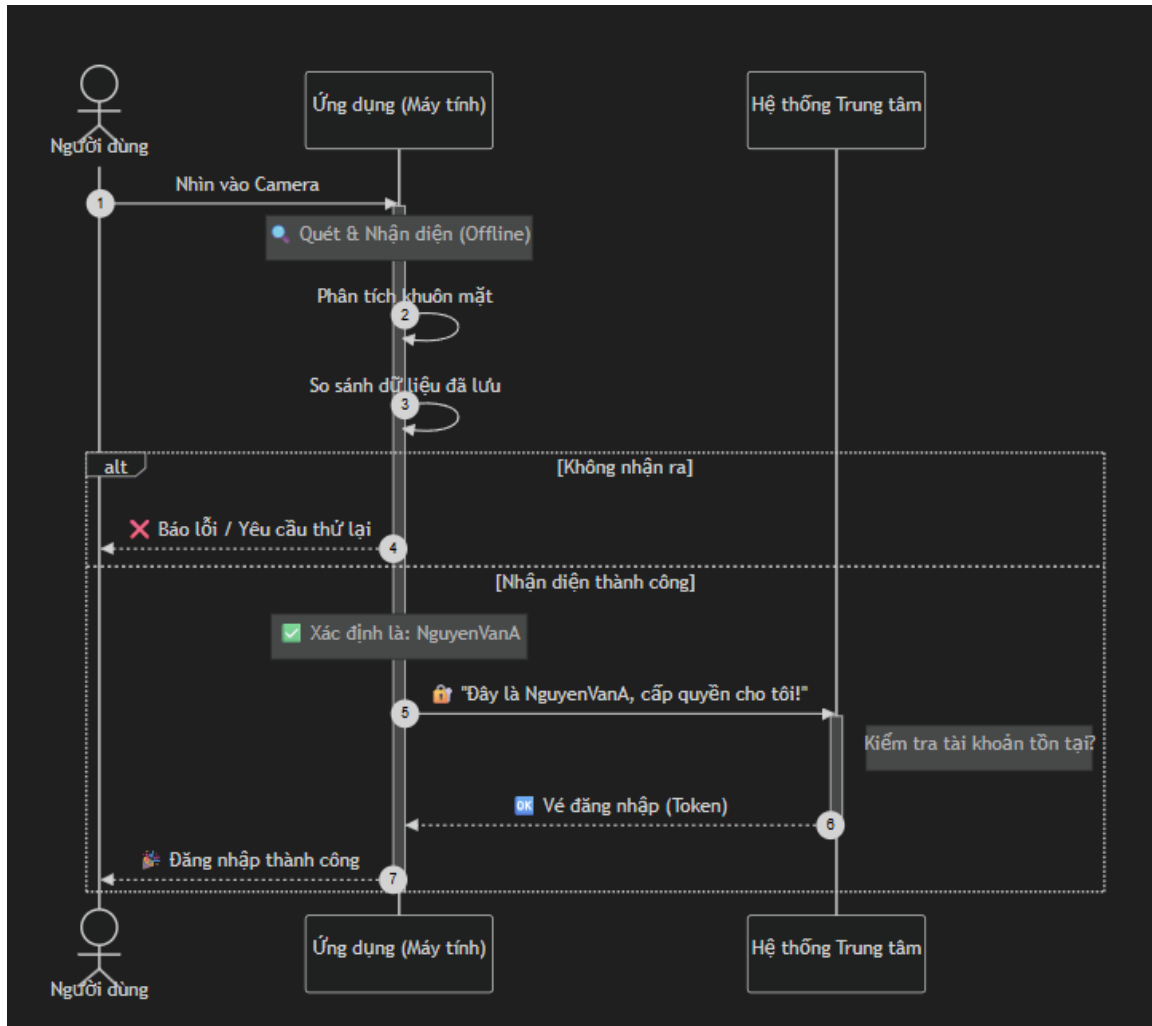 Người dùng
Ứng dụng (Máy tính)
Hệ thống Trung tâm
Nhìn vào Camera
1
🔍 Quét & Nhận diện (Offline)
Phân tích khuôn mặt
2
So sánh dữ liệu đã lưu
3
alt
[Không nhận ra]
❌ Báo lỗi / Yêu cầu thử lại
4
[Nhận diện thành công]
✅ Xác định là: NguyenVanA
🔐 "Đây là NguyenVanA, cấp quyền cho tôi!"
5
Kiểm tra tài khoản tồn tại?
🆗 Vé đăng nhập (Token)
6
🎉 Đăng nhập thành công
7
Người dùng
Ứng dụng (Máy tính)
Hệ thống Trung tâm